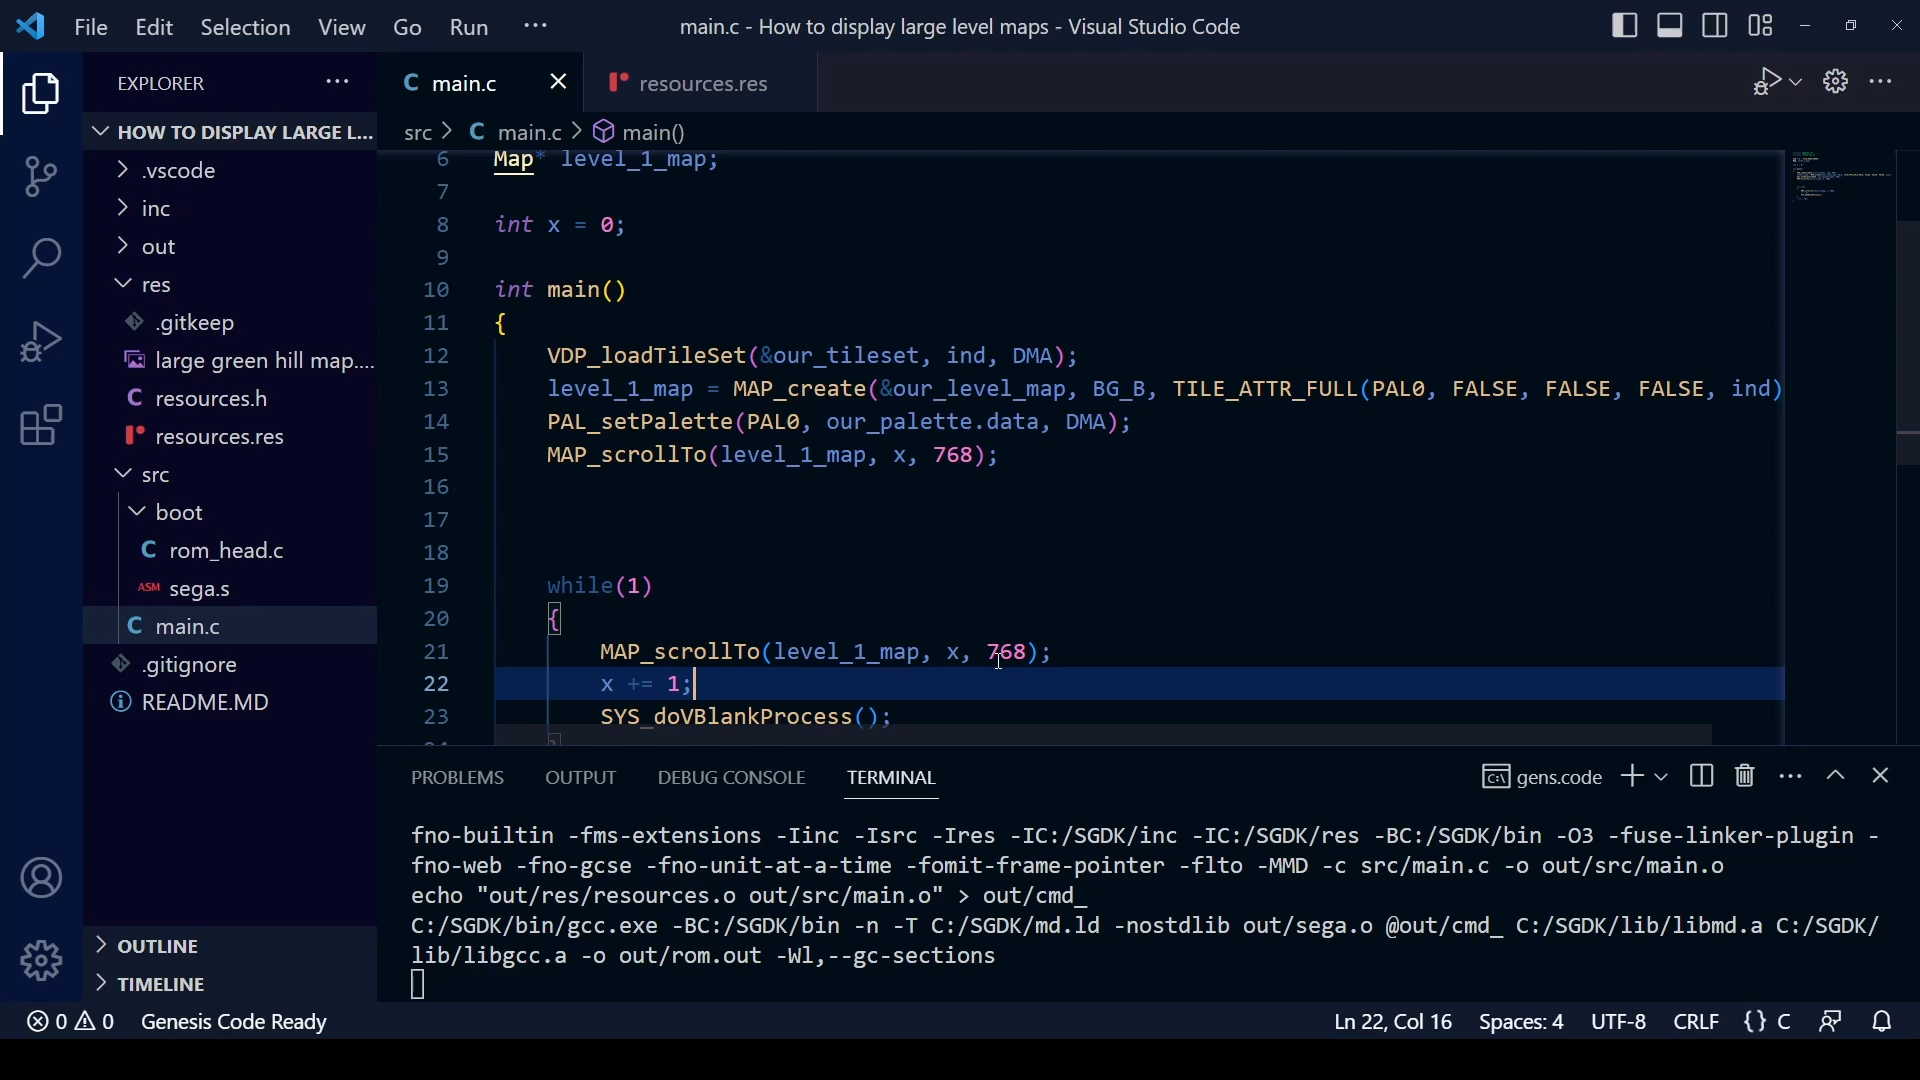 File Edit Selection View Go Run ···
main.c - How to display large level maps - Visual Studio Code
EXPLORER ···
HOW TO DISPLAY LARGE L...
.vscode
inc
out
res
.gitkeep
large green hill map....
C resources.h
resources.res
src
boot
C rom_head.c
ASM sega.s
C main.c
.gitignore
README.MD
OUTLINE
TIMELINE
C main.c
resources.res
src > C main.c > main()
6 Map* level_1_map;
7
8 int x = 0;
9
10 int main()
11 {
12 VDP_loadTileSet(&our_tileset, ind, DMA);
13 level_1_map = MAP_create(&our_level_map, BG_B, TILE_ATTR_FULL(PAL0, FALSE, FALSE, FALSE, ind)
14 PAL_setPalette(PAL0, our_palette.data, DMA);
15 MAP_scrollTo(level_1_map, x, 768);
16
17
18
19 while(1)
20 {
21 MAP_scrollTo(level_1_map, x, 768);
22 x += 1;
23 SYS_doVBlankProcess();
24 }
PROBLEMS OUTPUT DEBUG CONSOLE TERMINAL
gens.code
fno-builtin -fms-extensions -Iinc -Isrc -Ires -IC:/SGDK/inc -IC:/SGDK/res -BC:/SGDK/bin -O3 -fuse-linker-plugin -
fno-web -fno-gcse -fno-unit-at-a-time -fomit-frame-pointer -flto -MMD -c src/main.c -o out/src/main.o
echo "out/res/resources.o out/src/main.o" > out/cmd_
C:/SGDK/bin/gcc.exe -BC:/SGDK/bin -n -T C:/SGDK/md.ld -nostdlib out/sega.o @out/cmd_ C:/SGDK/lib/libmd.a C:/SGDK/
lib/libgcc.a -o out/rom.out -Wl,--gc-sections
0 0 Genesis Code Ready
Ln 22, Col 16 Spaces: 4 UTF-8 CRLF {} C